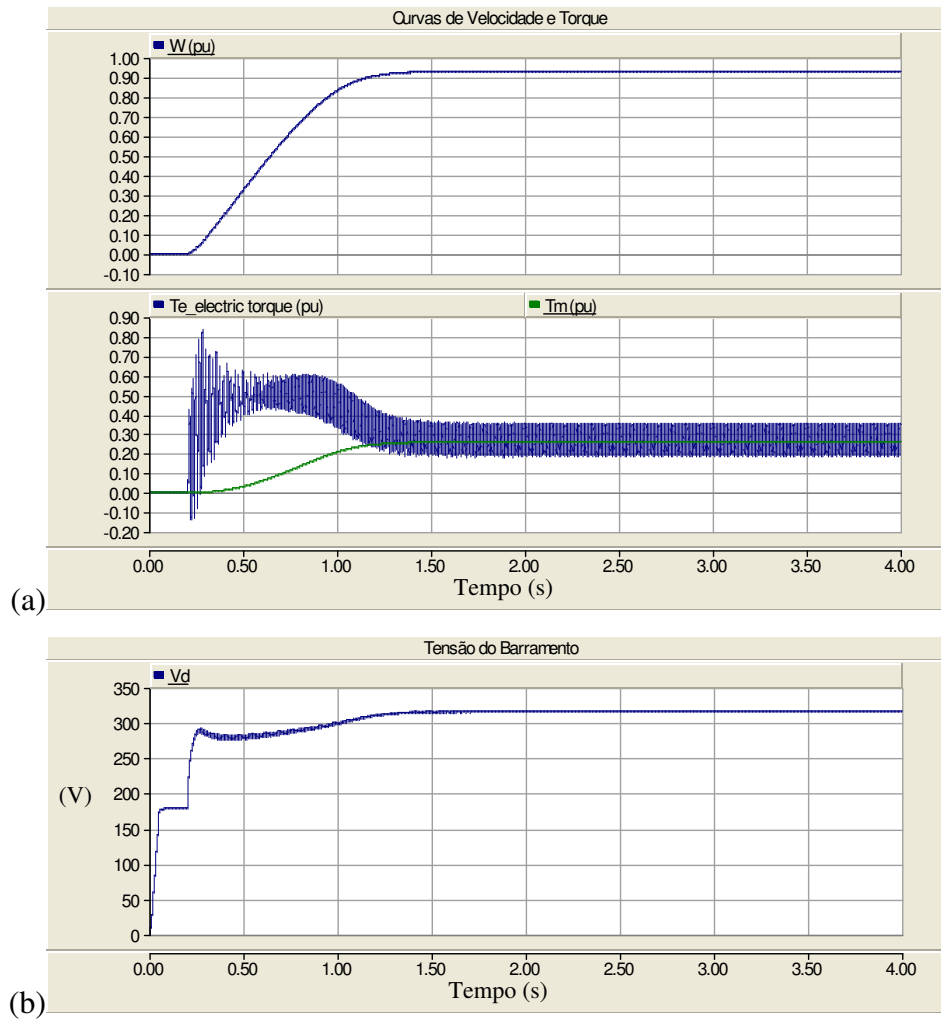 Curvas de Velocidade e Torque
W (pu)
1.00
0.90
0.80
0.70
0.60
0.50
0.40
0.30
0.20
0.10
0.00
-0.10
Te_electric torque (pu) Tm (pu)
0.90
0.80
0.70
0.60
0.50
0.40
0.30
0.20
0.10
0.00
-0.10
-0.20
0.00 0.50 1.00 1.50 2.00 2.50 3.00 3.50 4.00
Tempo (s)
(a)
Tensão do Barramento
Vd
350
300
250
200
150
100
50
0
(V)
0.00 0.50 1.00 1.50 2.00 2.50 3.00 3.50 4.00
Tempo (s)
(b)